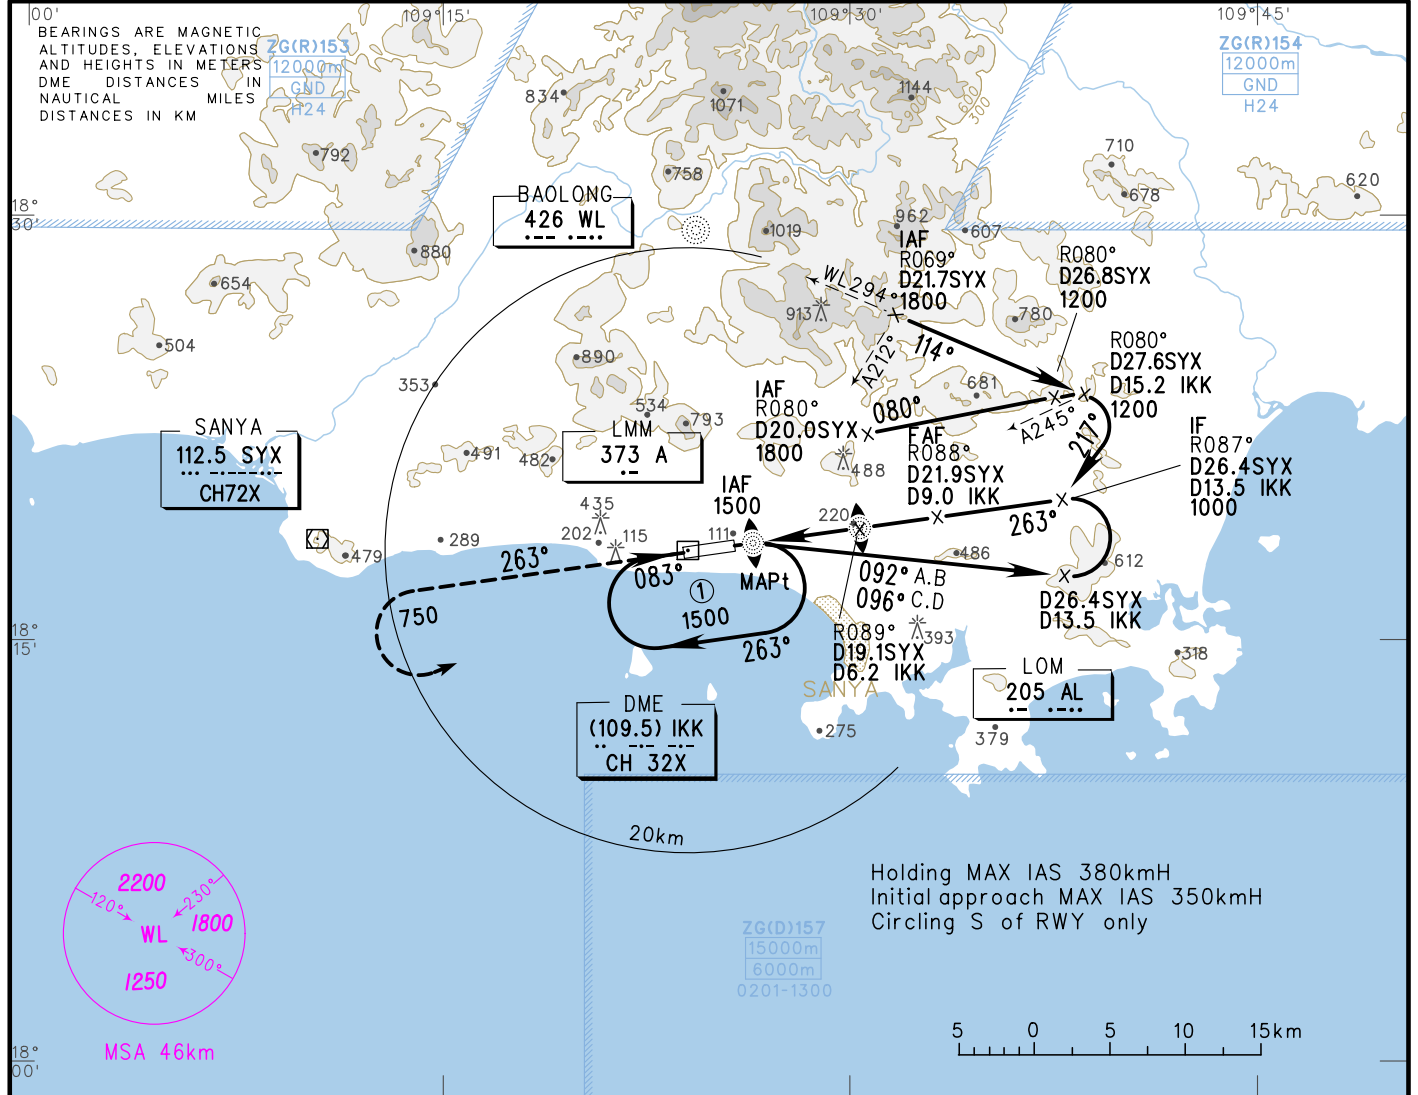 00'
109°15'
109°30'
109°45'
BEARINGS ARE MAGNETIC
ALTITUDES, ELEVATIONS
AND HEIGHTS IN METERS
DME DISTANCES IN
NAUTICAL MILES
DISTANCES IN KM
ZG(R)153
12000m
GND
H24
ZG(R)154
12000m
GND
H24
834
1071
1144
600
300
792
758
710
678
620
18°
30'
BAOLONG
426 WL
880
1019
962
607
654
IAF
R069°
D21.7SYX
1800
R080°
D26.8SYX
1200
WL294°
913
780
A212°
114°
504
890
353
R080°
D27.6SYX
D15.2 IKK
1200
681
534
793
IAF
R080°
D20.0SYX
1800
080°
A245°
217°
SANYA
112.5 SYX
CH72X
491
482
LMM
373 A
488
FAF
R088°
D21.9SYX
D9.0 IKK
IF
R087°
D26.4SYX
D13.5 IKK
1000
IAF
1500
435
202
115
111
220
263°
479
289
263°
083°
MAPt
486
612
092° A.B
096° C.D
1
1500
750
263°
D26.4SYX
D13.5 IKK
18°
15'
R089°
D19.1SYX
D6.2 IKK
393
318
SANYA
LOM
205 AL
DME
(109.5) IKK
CH 32X
275
379
20km
2200
120°
230°
1800
WL
300°
1250
MSA 46km
Holding MAX IAS 380kmH
Initial approach MAX IAS 350kmH
Circling S of RWY only
ZG(D)157
15000m
6000m
0201-1300
5 0 5 10 15km
18°
00'